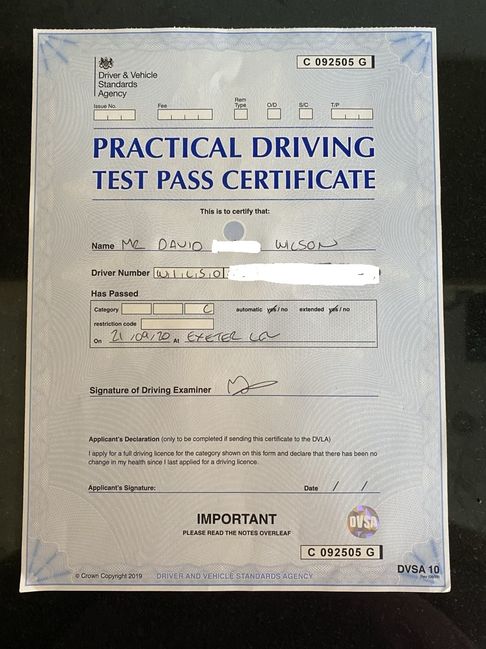 C 092505 G
Driver & Vehicle
Standards
Agency
Issue No. Fee Rem Type O/D S/C T/P
PRACTICAL DRIVING
TEST PASS CERTIFICATE
This is to certify that:
Name MR DAVID WILSON
Driver Number W I L S O
Has Passed
Category C automatic yes / no extended yes / no
restriction code
On 21/09/20 At EXETER
Signature of Driving Examiner
Applicant's Declaration (only to be completed if sending this certificate to the DVLA)
I apply for a full driving licence for the category shown on this form and declare that there has been no
change in my health since I last applied for a driving licence.
Applicant's Signature: Date / /
IMPORTANT
PLEASE READ THE NOTES OVERLEAF
DVSA
C 092505 G
© Crown Copyright 2019 DRIVER AND VEHICLE STANDARDS AGENCY DVSA 10